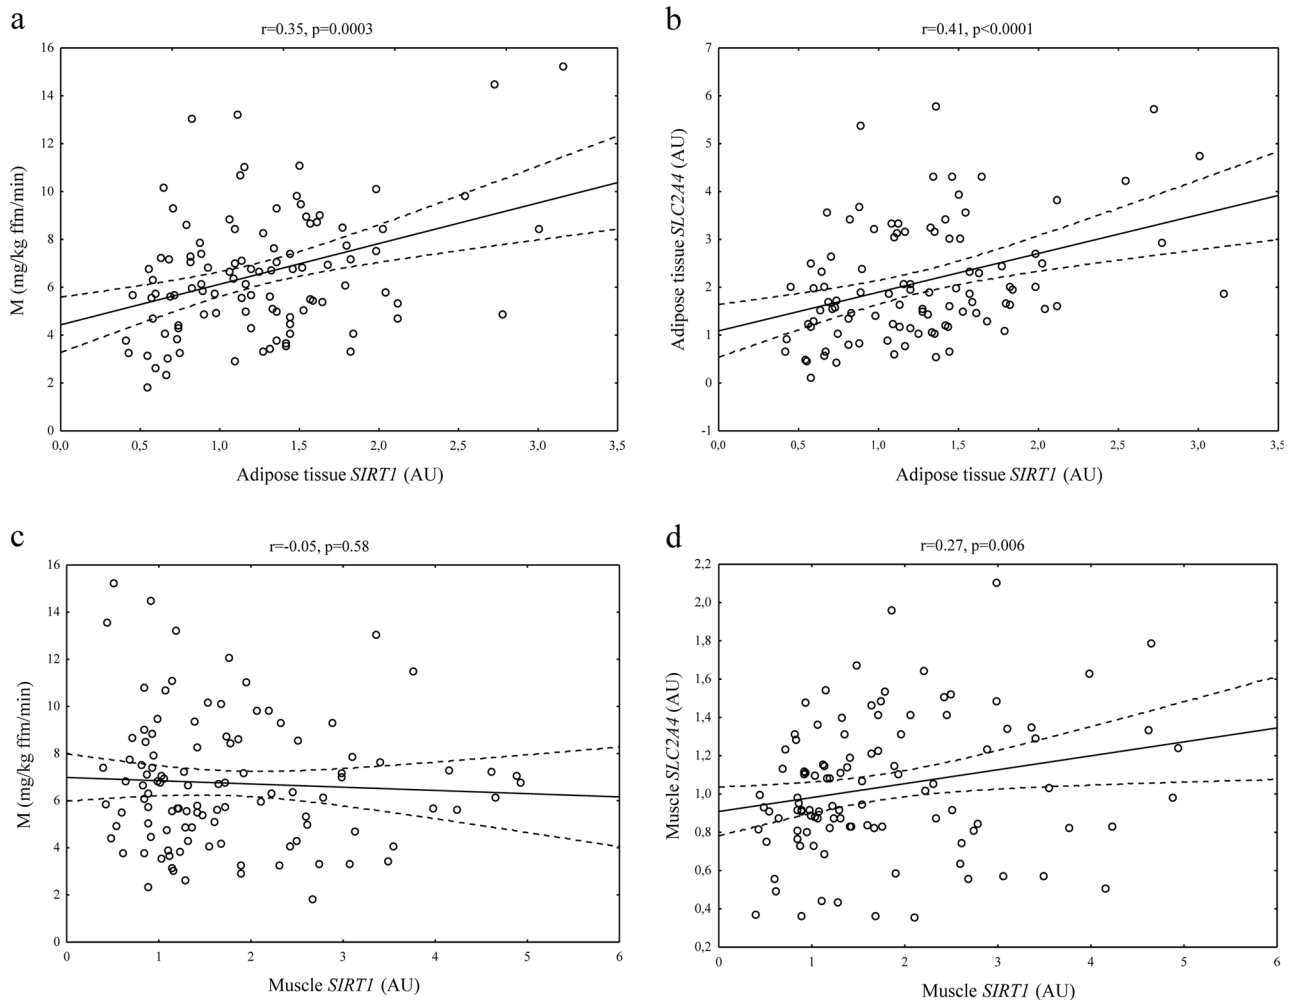 a
r=0.35, p=0.0003
16
14
12
10
8
6
4
2
0
M (mg/kg ffm/min)
0,0 0,5 1,0 1,5 2,0 2,5 3,0 3,5
Adipose tissue SIRT1 (AU)
b
r=0.41, p<0.0001
7
6
5
4
3
2
1
0
-1
Adipose tissue SLC2A4 (AU)
0,0 0,5 1,0 1,5 2,0 2,5 3,0 3,5
Adipose tissue SIRT1 (AU)
c
r=-0.05, p=0.58
16
14
12
10
8
6
4
2
0
M (mg/kg ffm/min)
0 1 2 3 4 5 6
Muscle SIRT1 (AU)
d
r=0.27, p=0.006
2,2
2,0
1,8
1,6
1,4
1,2
1,0
0,8
0,6
0,4
0,2
Muscle SLC2A4 (AU)
0 1 2 3 4 5 6
Muscle SIRT1 (AU)